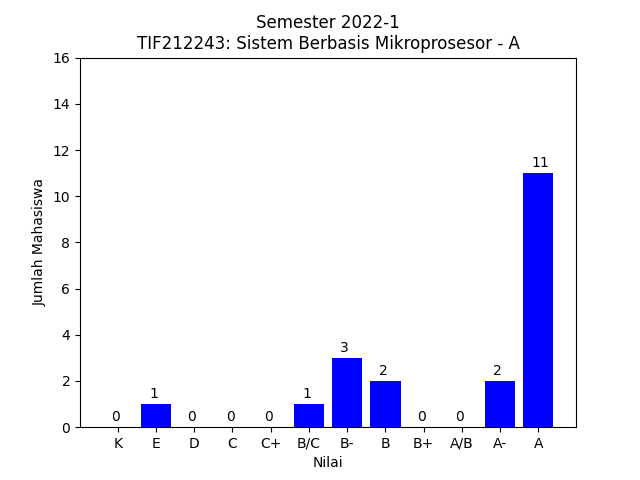 Semester 2022-1
TIF212243: Sistem Berbasis Mikroprosesor - A
16
14
12
10
8
6
4
2
0
Jumlah Mahasiswa
0 1 0 0 0 1 3 2 0 0 2 11
K E D C C+ B/C B- B B+ A/B A- A
Nilai